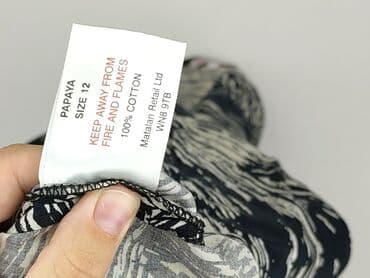 PAPAYA
SIZE 12
KEEP AWAY FROM
FIRE AND FLAMES
100% COTTON
Matalan Retail Ltd
WN8 9TB